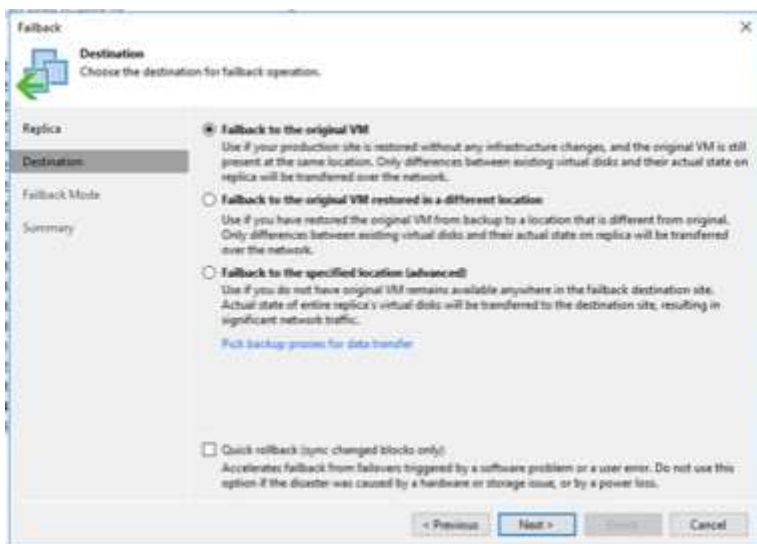 Failback
Destination
Choose the destination for failback operation.
Replica
Destination
Failback Mode
Summary
Failback to the original VM
Use if your production site is restored without any infrastructure changes, and the original VM is still
present at the same location. Only differences between existing virtual disks and their actual state on
replica will be transferred over the network.
Failback to the original VM restored in a different location
Use if you have restored the original VM from backup to a location that is different from original.
Only differences between existing virtual disks and their actual state on replica will be transferred
over the network.
Failback to the specified location (advanced)
Use if you do not have original VM remains available anywhere in the failback destination site.
Actual state of entire replica's virtual disks will be transferred to the destination site, resulting in
significant network traffic.
Pick backup proxies for data transfer
Quick rollback (sync changed blocks only)
Accelerates failback from failovers triggered by a software problem or a user error. Do not use this
option if the disaster was caused by a hardware or storage issue, or by a power loss.
< Previous
Next >
Cancel